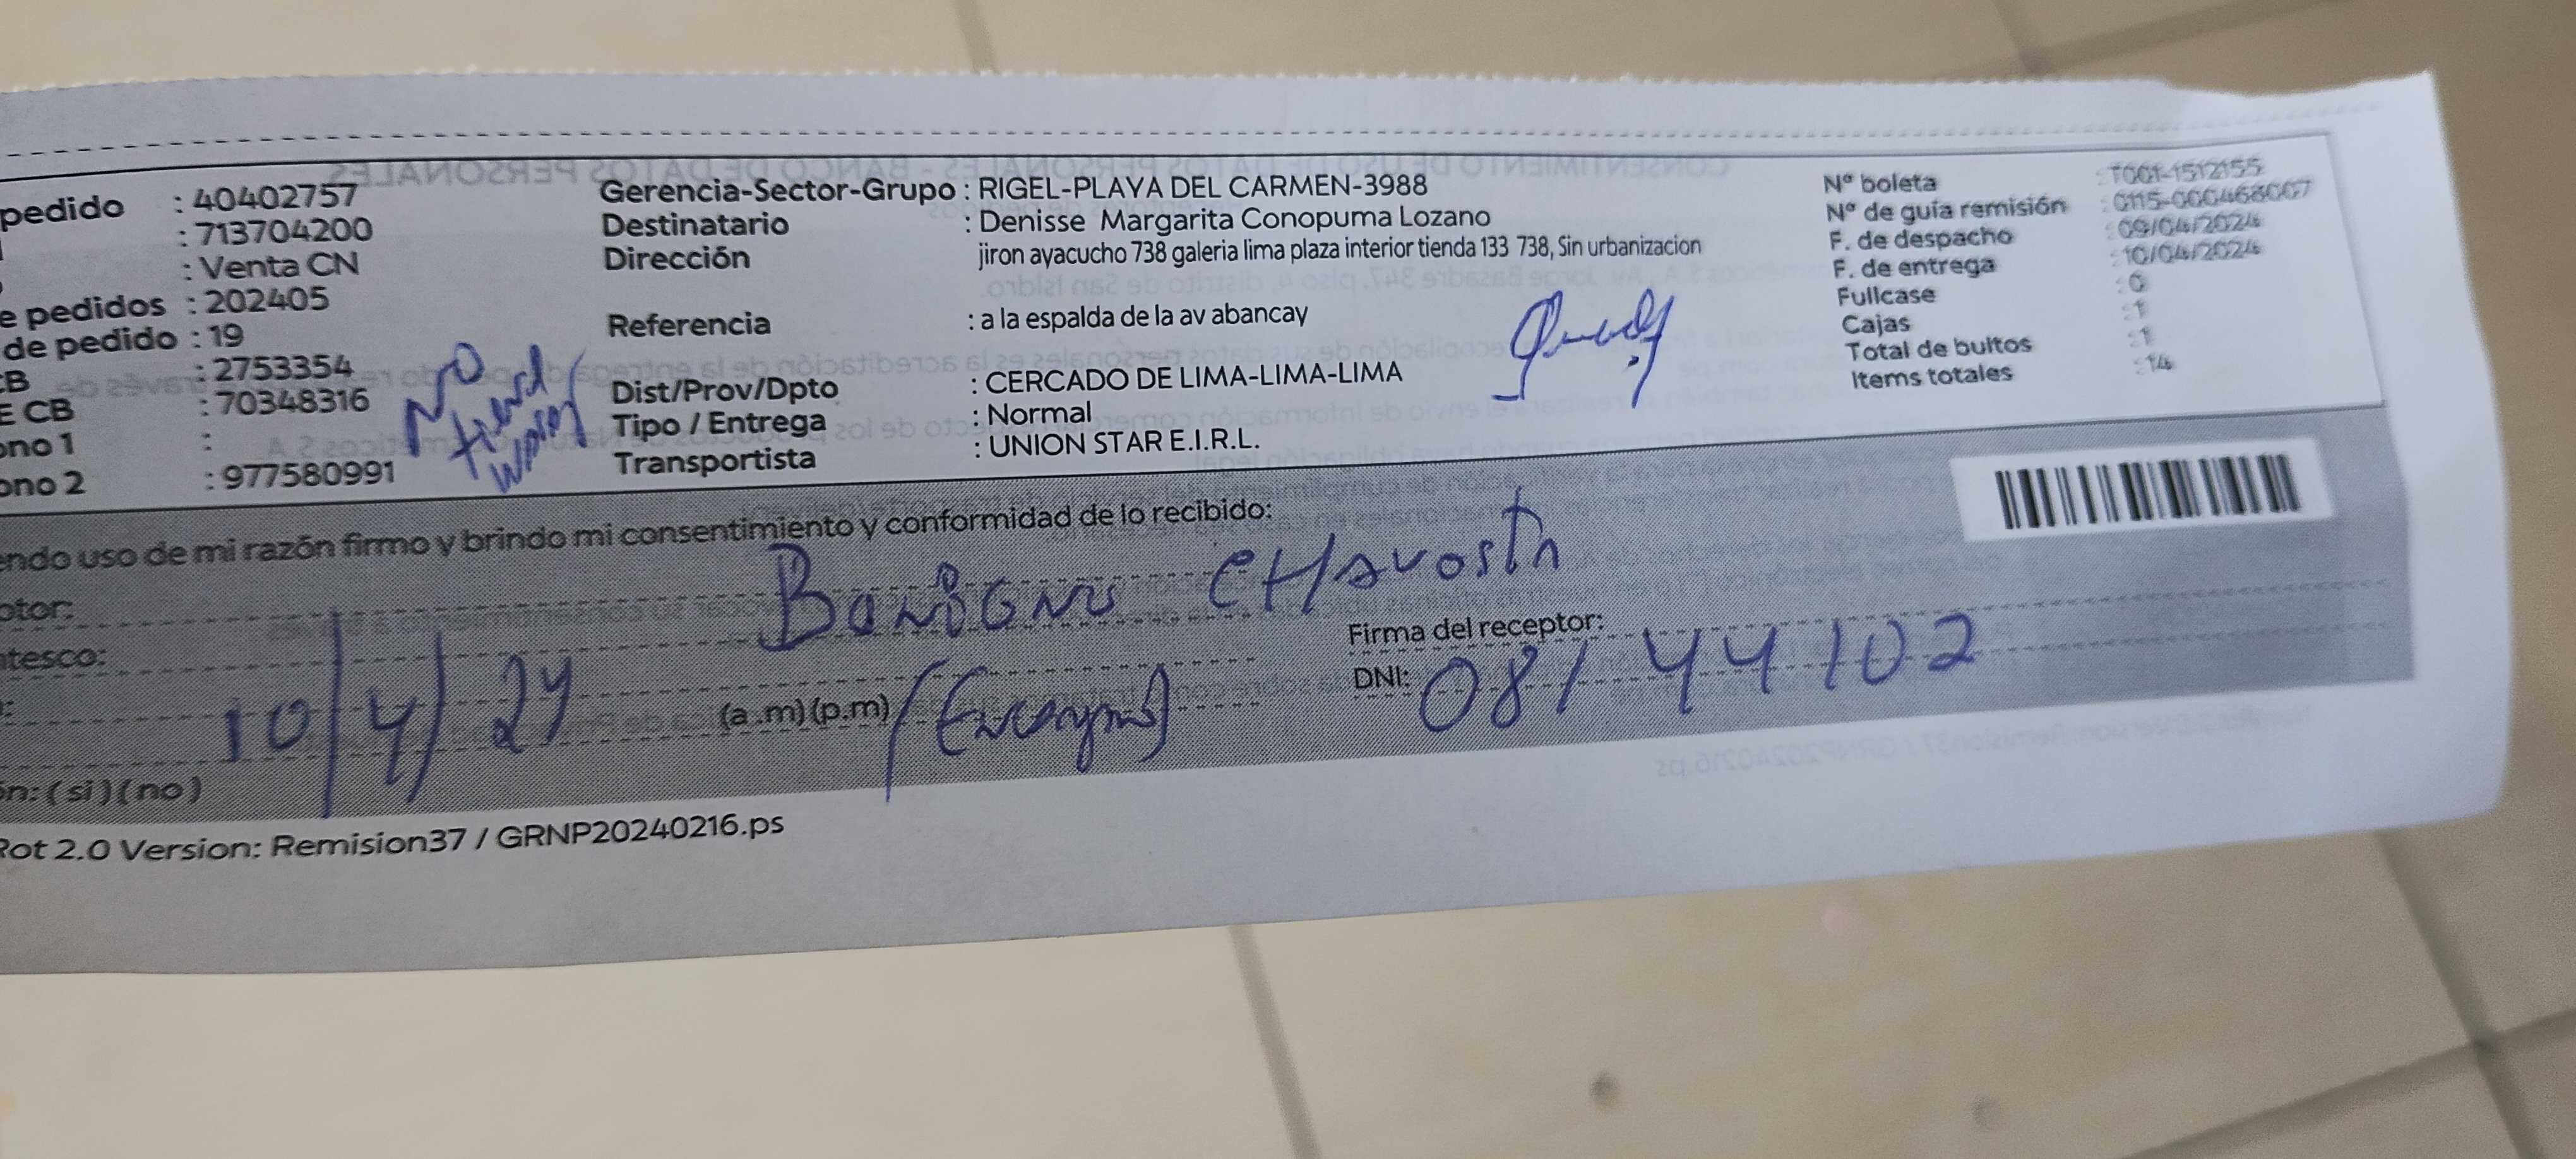 pedido : 40402757
: 713704200
: Venta CN
e pedidos : 202405
de pedido : 19
CB : 2753354
E CB : 70348316
ono 1 :
ono 2 : 977580991
NO
Gerencia-Sector-Grupo : RIGEL-PLAYA DEL CARMEN-3988
Destinatario : Denisse Margarita Conopuma Lozano
Dirección jiron ayacucho 738 galeria lima plaza interior tienda 133 738, Sin urbanizacion
Referencia : a la espalda de la av abancay
Dist/Prov/Dpto : CERCADO DE LIMA-LIMA-LIMA
Tipo / Entrega : Normal
Transportista : UNION STAR E.I.R.L.
Nº boleta : T001-1512155
Nº de guía remisión : 0115-000468007
F. de despacho : 09/04/2024
F. de entrega : 10/04/2024
Fullcase : 0
Cajas : 1
Total de bultos : 1
Items totales : 14
endo uso de mi razón firmo y brindo mi consentimiento y conformidad de lo recibido:
ptor:
Firma del receptor:
ntesco:
DNI: 08144102
: 10/4/24 (a.m)(p.m)
ón: (si)(no)
Rot 2.0 Version: Remision37 / GRNP20240216.ps